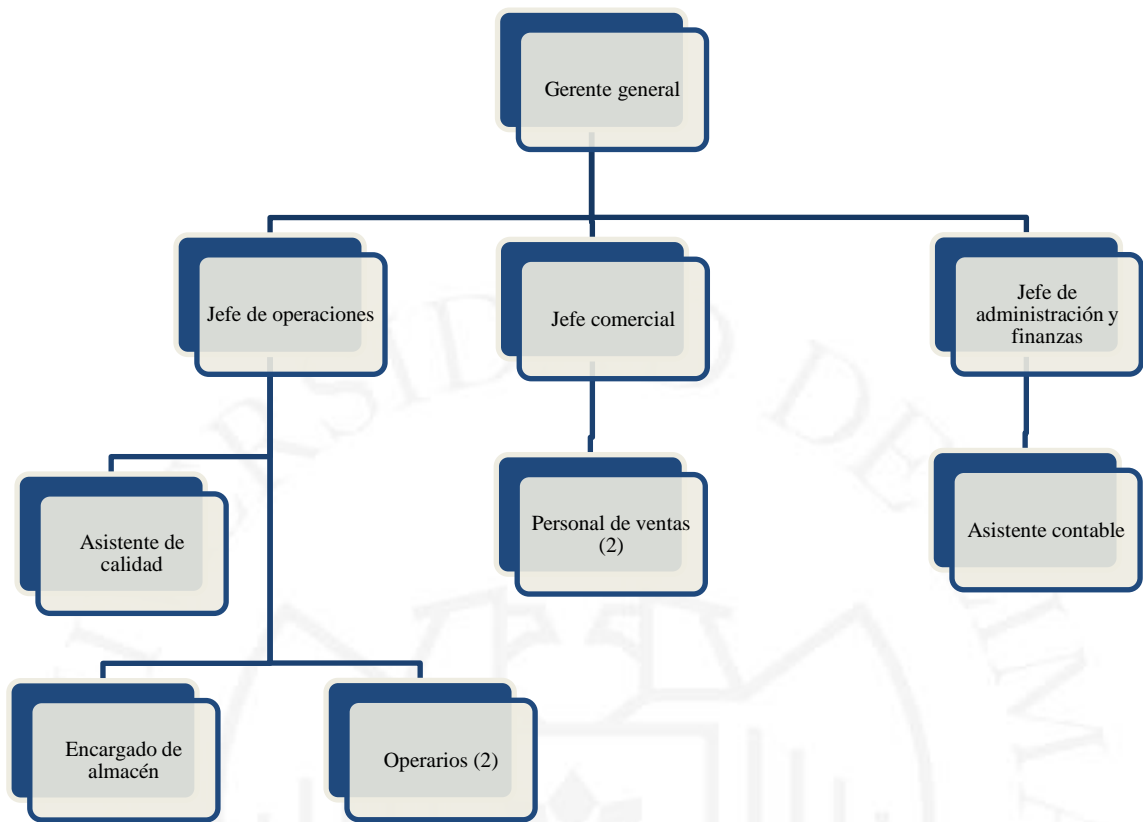 Gerente general
Jefe de operaciones
Jefe comercial
Jefe de
administración y
finanzas
Asistente de
calidad
Personal de ventas
(2)
Asistente contable
Encargado de
almacén
Operarios (2)